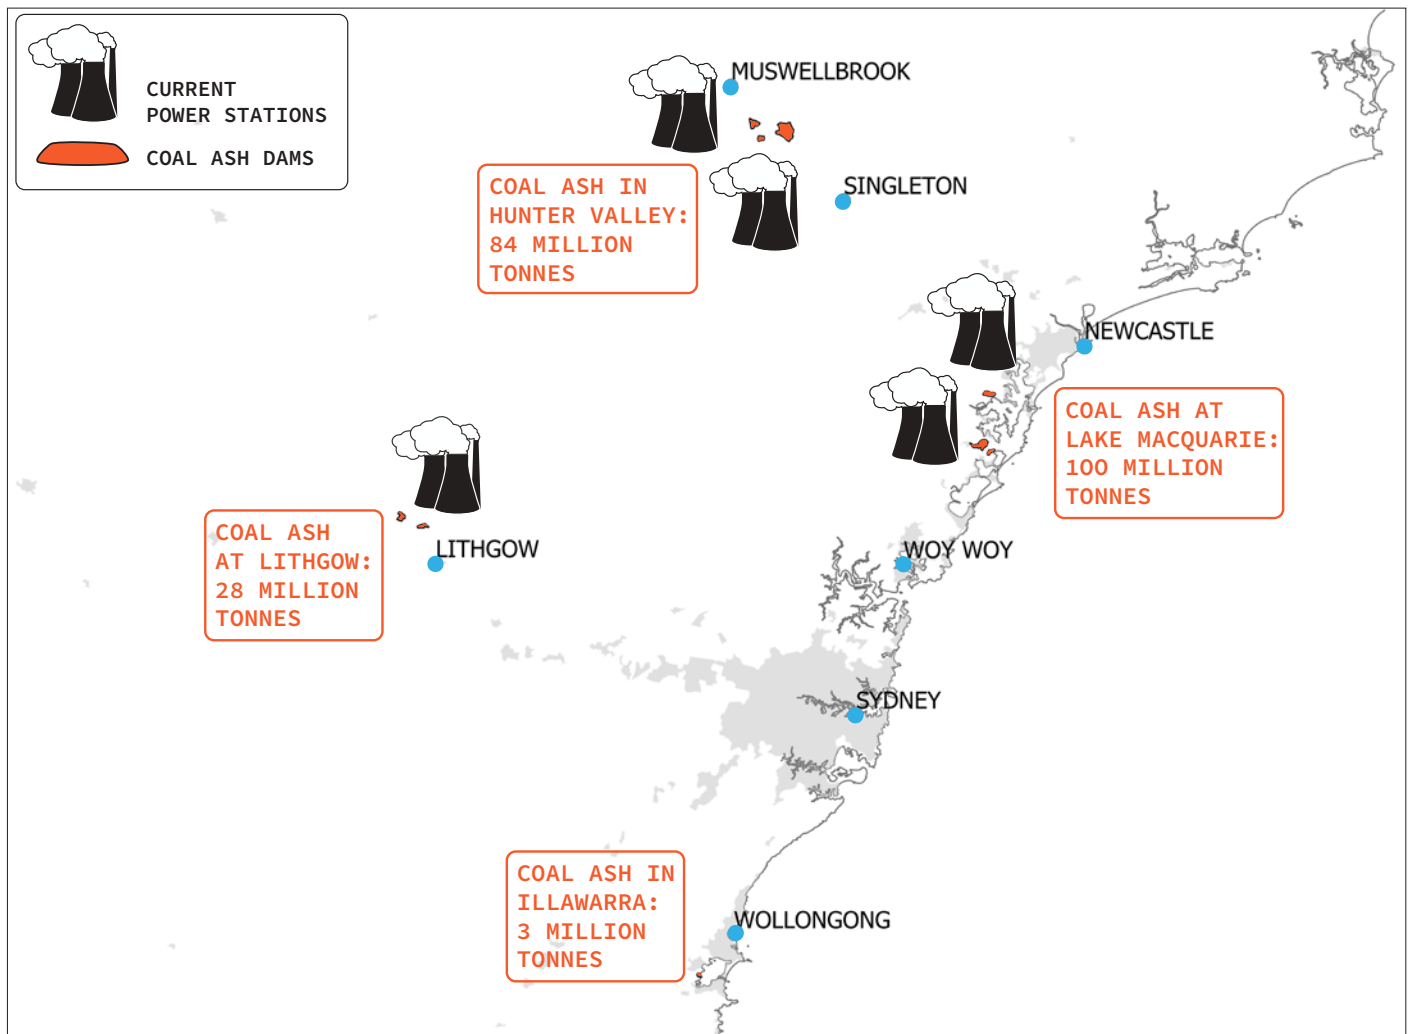 CURRENT
POWER STATIONS
COAL ASH DAMS
MUSWELLBROOK
COAL ASH IN
HUNTER VALLEY:
84 MILLION
TONNES
SINGLETON
NEWCASTLE
COAL ASH AT
LAKE MACQUARIE:
100 MILLION
TONNES
COAL ASH
AT LITHGOW:
28 MILLION
TONNES
LITHGOW
WOY WOY
SYDNEY
COAL ASH IN
ILLAWARRA:
3 MILLION
TONNES
WOLLONGONG